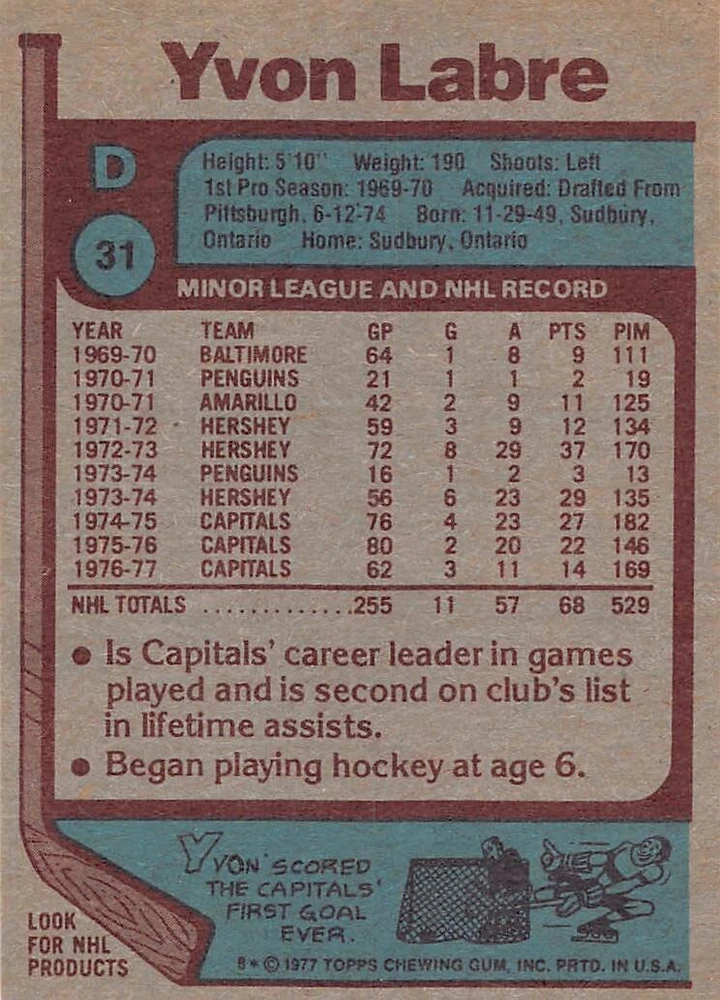 Yvon Labre
D
31
Height: 5'10" Weight: 190 Shoots: Left
1st Pro Season: 1969-70 Acquired: Drafted From
Pittsburgh, 6-12-74 Born: 11-29-49, Sudbury,
Ontario Home: Sudbury, Ontario
MINOR LEAGUE AND NHL RECORD
YEAR TEAM GP G A PTS PIM
1969-70 BALTIMORE 64 1 8 9 111
1970-71 PENGUINS 21 1 1 2 19
1970-71 AMARILLO 42 2 9 11 125
1971-72 HERSHEY 59 3 9 12 134
1972-73 HERSHEY 72 8 29 37 170
1973-74 PENGUINS 16 1 2 3 13
1973-74 HERSHEY 56 6 23 29 135
1974-75 CAPITALS 76 4 23 27 182
1975-76 CAPITALS 80 2 20 22 146
1976-77 CAPITALS 62 3 11 14 169
NHL TOTALS .............255 11 57 68 529
● Is Capitals' career leader in games
played and is second on club's list
in lifetime assists.
● Began playing hockey at age 6.
YVON SCORED
THE CAPITALS'
FIRST GOAL
EVER.
LOOK
FOR NHL
PRODUCTS
8* © 1977 TOPPS CHEWING GUM, INC. PRTD. IN U.S.A.